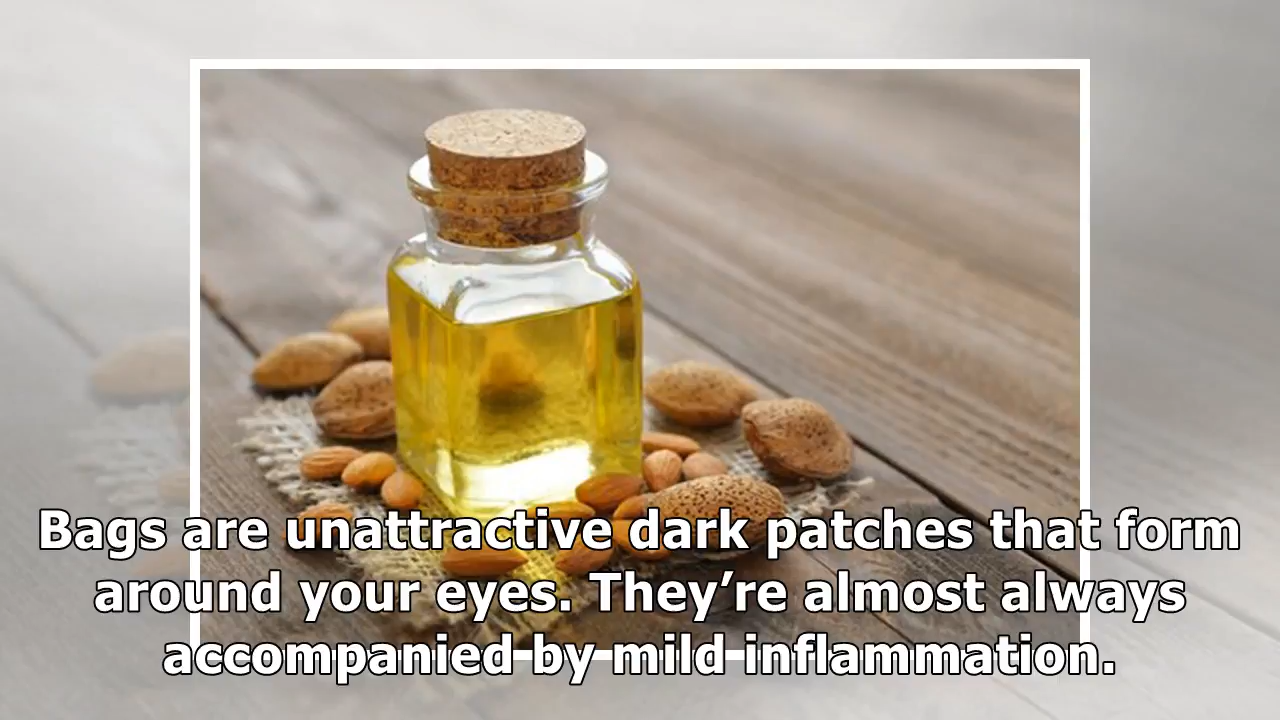 Bags are unattractive dark patches that form
around your eyes. They’re almost always
accompanied by mild inflammation.